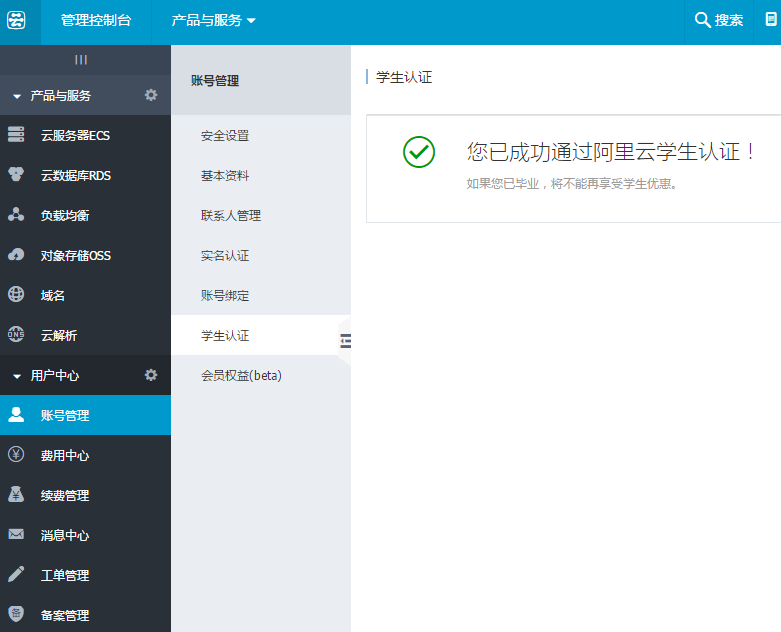 管理控制台
产品与服务
搜索
产品与服务
云服务器ECS
云数据库RDS
负载均衡
对象存储OSS
域名
DNS
云解析
用户中心
账号管理
费用中心
续费管理
消息中心
工单管理
备
备案管理
账号管理
安全设置
基本资料
联系人管理
实名认证
账号绑定
学生认证
会员权益(beta)
学生认证
您已成功通过阿里云学生认证！
如果您已毕业，将不能再享受学生优惠。